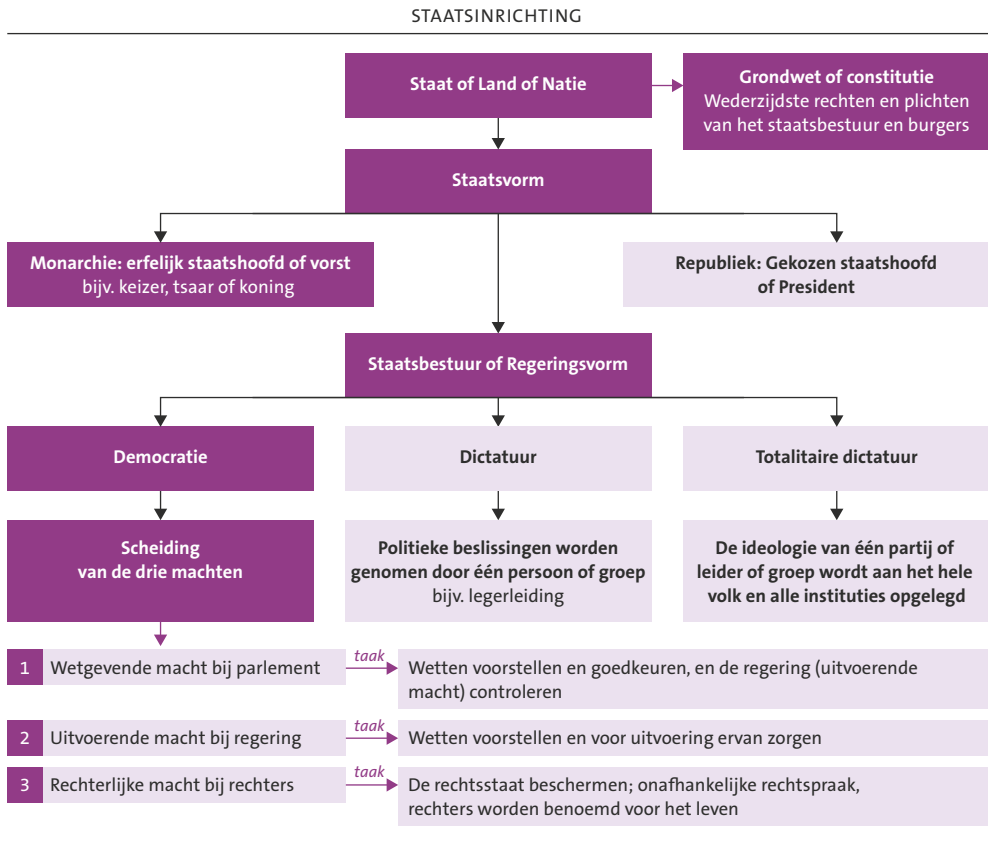 STAATSINRICHTING
Staat of Land of Natie
Grondwet of constitutie
Wederzijdste rechten en plichten
van het staatsbestuur en burgers
Staatsvorm
Monarchie: erfelijk staatshoofd of vorst
bijv. keizer, tsaar of koning
Republiek: Gekozen staatshoofd
of President
Staatsbestuur of Regeringsvorm
Democratie
Dictatuur
Totalitaire dictatuur
Scheiding
van de drie machten
Politieke beslissingen worden
genomen door één persoon of groep
bijv. legerleiding
De ideologie van één partij of
leider of groep wordt aan het hele
volk en alle instituties opgelegd
1 Wetgevende macht bij parlement
taak
Wetten voorstellen en goedkeuren, en de regering (uitvoerende
macht) controleren
2 Uitvoerende macht bij regering
taak
Wetten voorstellen en voor uitvoering ervan zorgen
3 Rechterlijke macht bij rechters
taak
De rechtsstaat beschermen; onafhankelijke rechtspraak,
rechters worden benoemd voor het leven